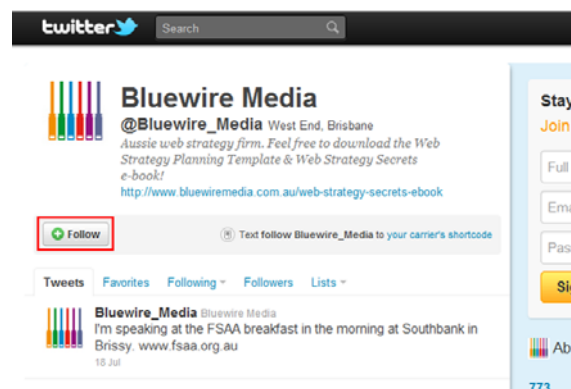 twitter
Search
Bluewire Media
@Bluewire_Media West End, Brisbane
Aussie web strategy firm. Feel free to download the Web
Strategy Planning Template & Web Strategy Secrets
e-book!
http://www.bluewiremedia.com.au/web-strategy-secrets-ebook
Follow
Text follow Bluewire_Media to your carrier's shortcode
Tweets Favorites Following Followers Lists
Bluewire_Media Bluewire Media
I'm speaking at the FSAA breakfast in the morning at Southbank in
Brissy. www.fsaa.org.au
18 Jul
Stay
Join
Full
Ema
Pas
Si
Ab
773